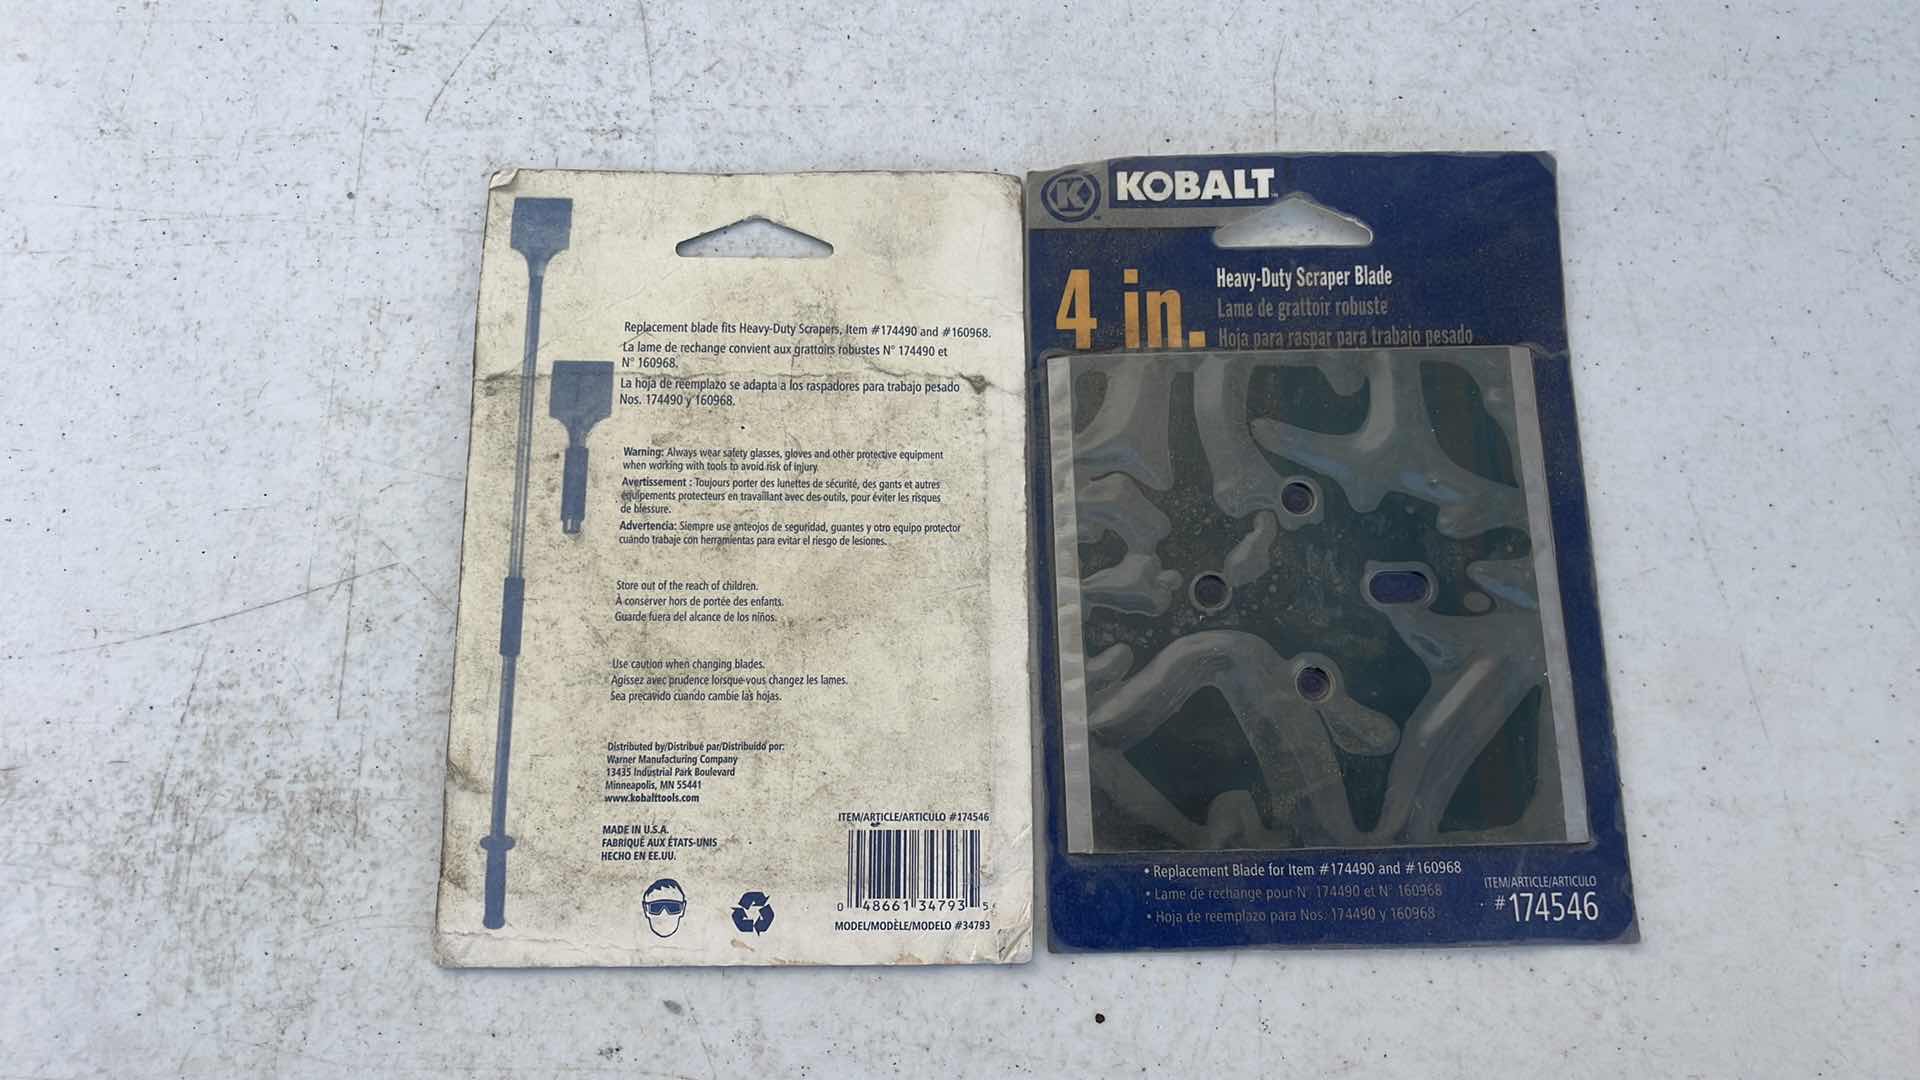 Replacement blade fits Heavy-Duty Scrapers, Item #174490 and #160968.
La lame de rechange convient aux grattoirs robustes N° 174490 et
N° 160968.
La hoja de reemplazo se adapta a los raspadores para trabajo pesado
Nos. 174490 y 160968.
Warning: Always wear safety glasses, gloves and other protective equipment
when working with tools to avoid risk of injury.
Avertissement : Toujours porter des lunettes de sécurité, des gants et autres
équipements protecteurs en travaillant avec des outils, pour éviter les risques
de blessure.
Advertencia: Siempre use anteojos de seguridad, guantes y otro equipo protector
cuando trabaje con herramientas para evitar el riesgo de lesiones.
Store out of the reach of children.
À conserver hors de portée des enfants.
Guarde fuera del alcance de los niños.
Use caution when changing blades.
Agissez avec prudence lorsque-vous changez les lames.
Sea precavido cuando cambie las hojas.
Distributed by/Distribué par/Distribuido por:
Warner Manufacturing Company
13435 Industrial Park Boulevard
Minneapolis, MN 55441
www.kobalttools.com
MADE IN U.S.A.
FABRIQUÉ AUX ÉTATS-UNIS
HECHO EN EE.UU.
ITEM/ARTICLE/ARTICULO #174546
0 48661 34793 5
MODEL/MODÈLE/MODELO #34793
K KOBALT™
4 in.
Heavy-Duty Scraper Blade
Lame de grattoir robuste
Hoja para raspar para trabajo pesado
• Replacement Blade for Item #174490 and #160968
• Lame de rechange pour N° 174490 et N° 160968
• Hoja de reemplazo para Nos. 174490 y 160968
ITEM/ARTICLE/ARTICULO
#174546